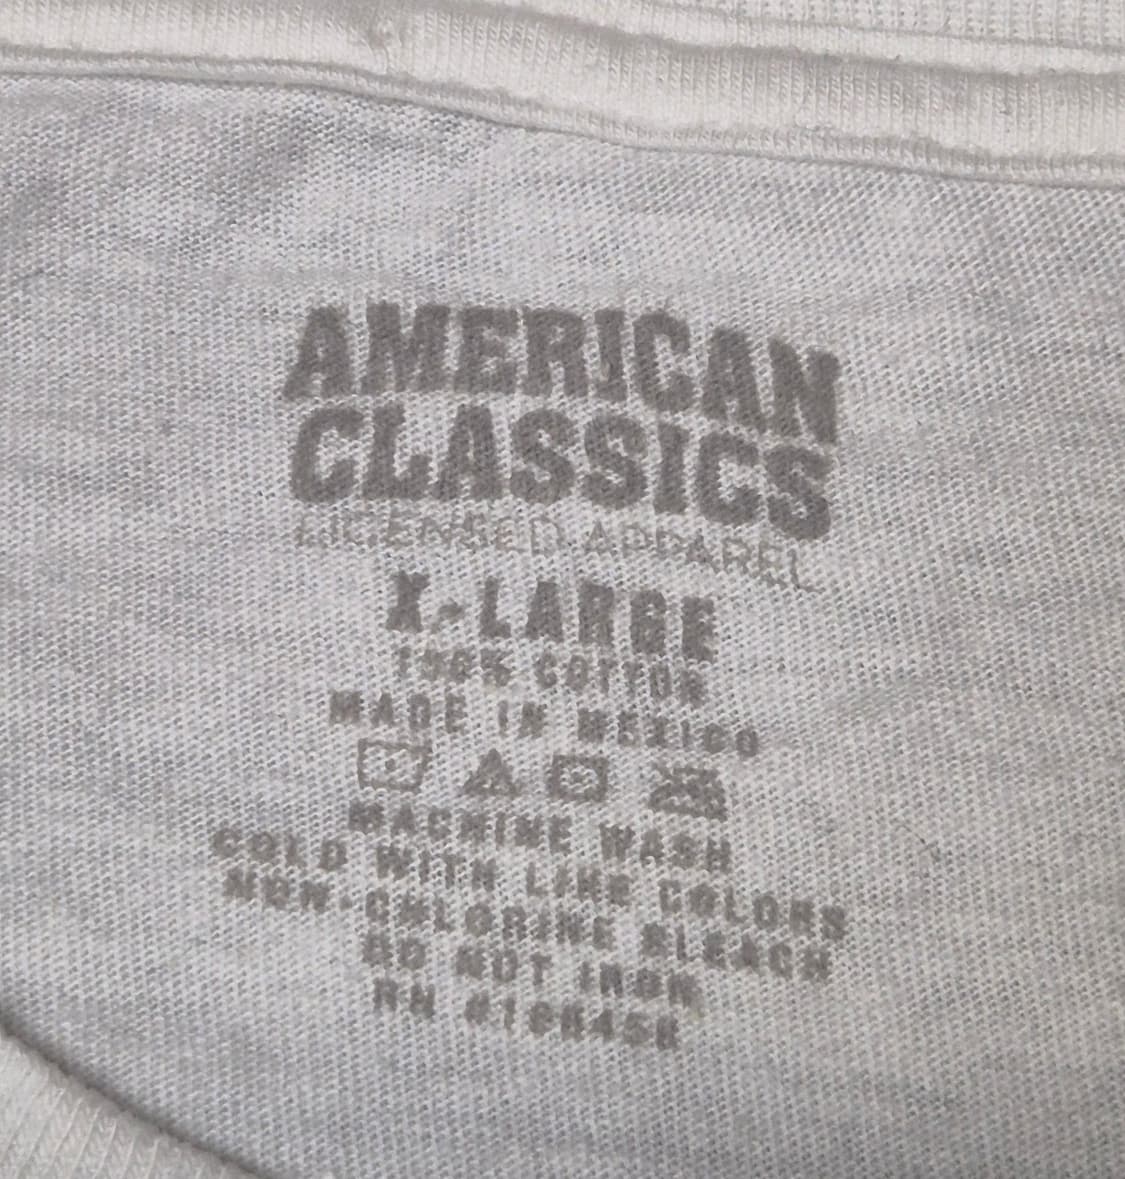 AMERICAN
CLASSICS
LICENSED APPAREL
X-LARGE
100% COTTON
MADE IN MEXICO
MACHINE WASH
COLD WITH LIKE COLORS
NON-CHLORINE BLEACH
DO NOT IRON
RN